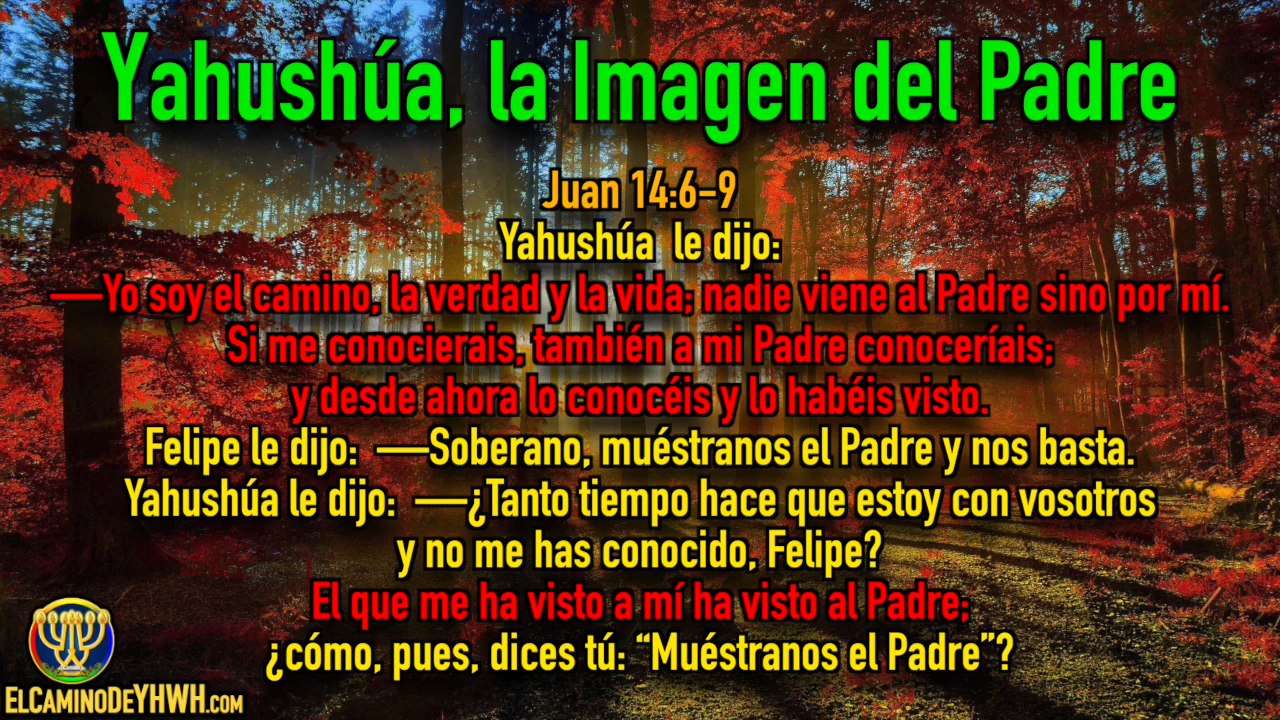 Yahushúa, la Imagen del Padre
Juan 14:6-9
Yahushúa le dijo:
—Yo soy el camino, la verdad y la vida; nadie viene al Padre sino por mí.
Si me conocierais, también a mi Padre conoceríais;
y desde ahora lo conocéis y lo habéis visto.
Felipe le dijo: —Soberano, muéstranos el Padre y nos basta.
Yahushúa le dijo: —¿Tanto tiempo hace que estoy con vosotros
y no me has conocido, Felipe?
El que me ha visto a mí ha visto al Padre;
¿cómo, pues, dices tú: “Muéstranos el Padre”?
ELCAMINODEYHWH.COM